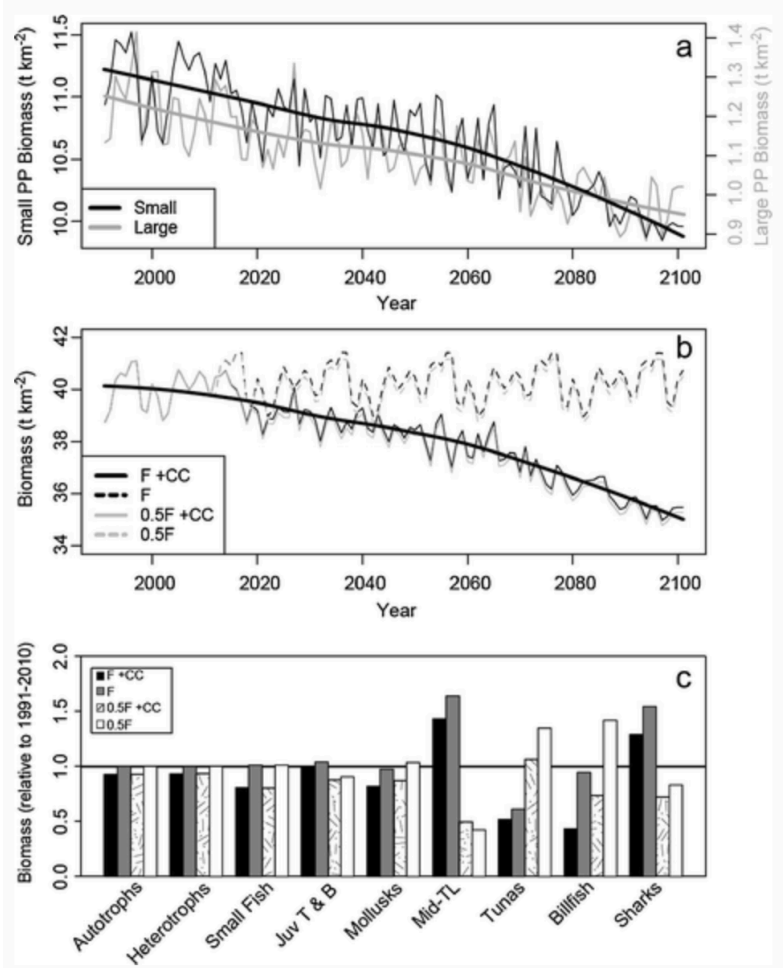 a
Small PP Biomass (t km⁻²)
11.5
11.0
10.5
10.0
Large PP Biomass (t km⁻²)
1.4
1.3
1.2
1.1
1.0
0.9
Small
Large
2000 2020 2040 2060 2080 2100
Year
b
Biomass (t km⁻²)
42
40
38
36
34
F +CC
F
0.5F +CC
0.5F
2000 2020 2040 2060 2080 2100
Year
c
Biomass (relative to 1991-2010)
2.0
1.5
1.0
0.5
0.0
F +CC
F
0.5F +CC
0.5F
Autotrophs
Heterotrophs
Small Fish
Juv T & B
Mollusks
Mid-TL
Tunas
Billfish
Sharks